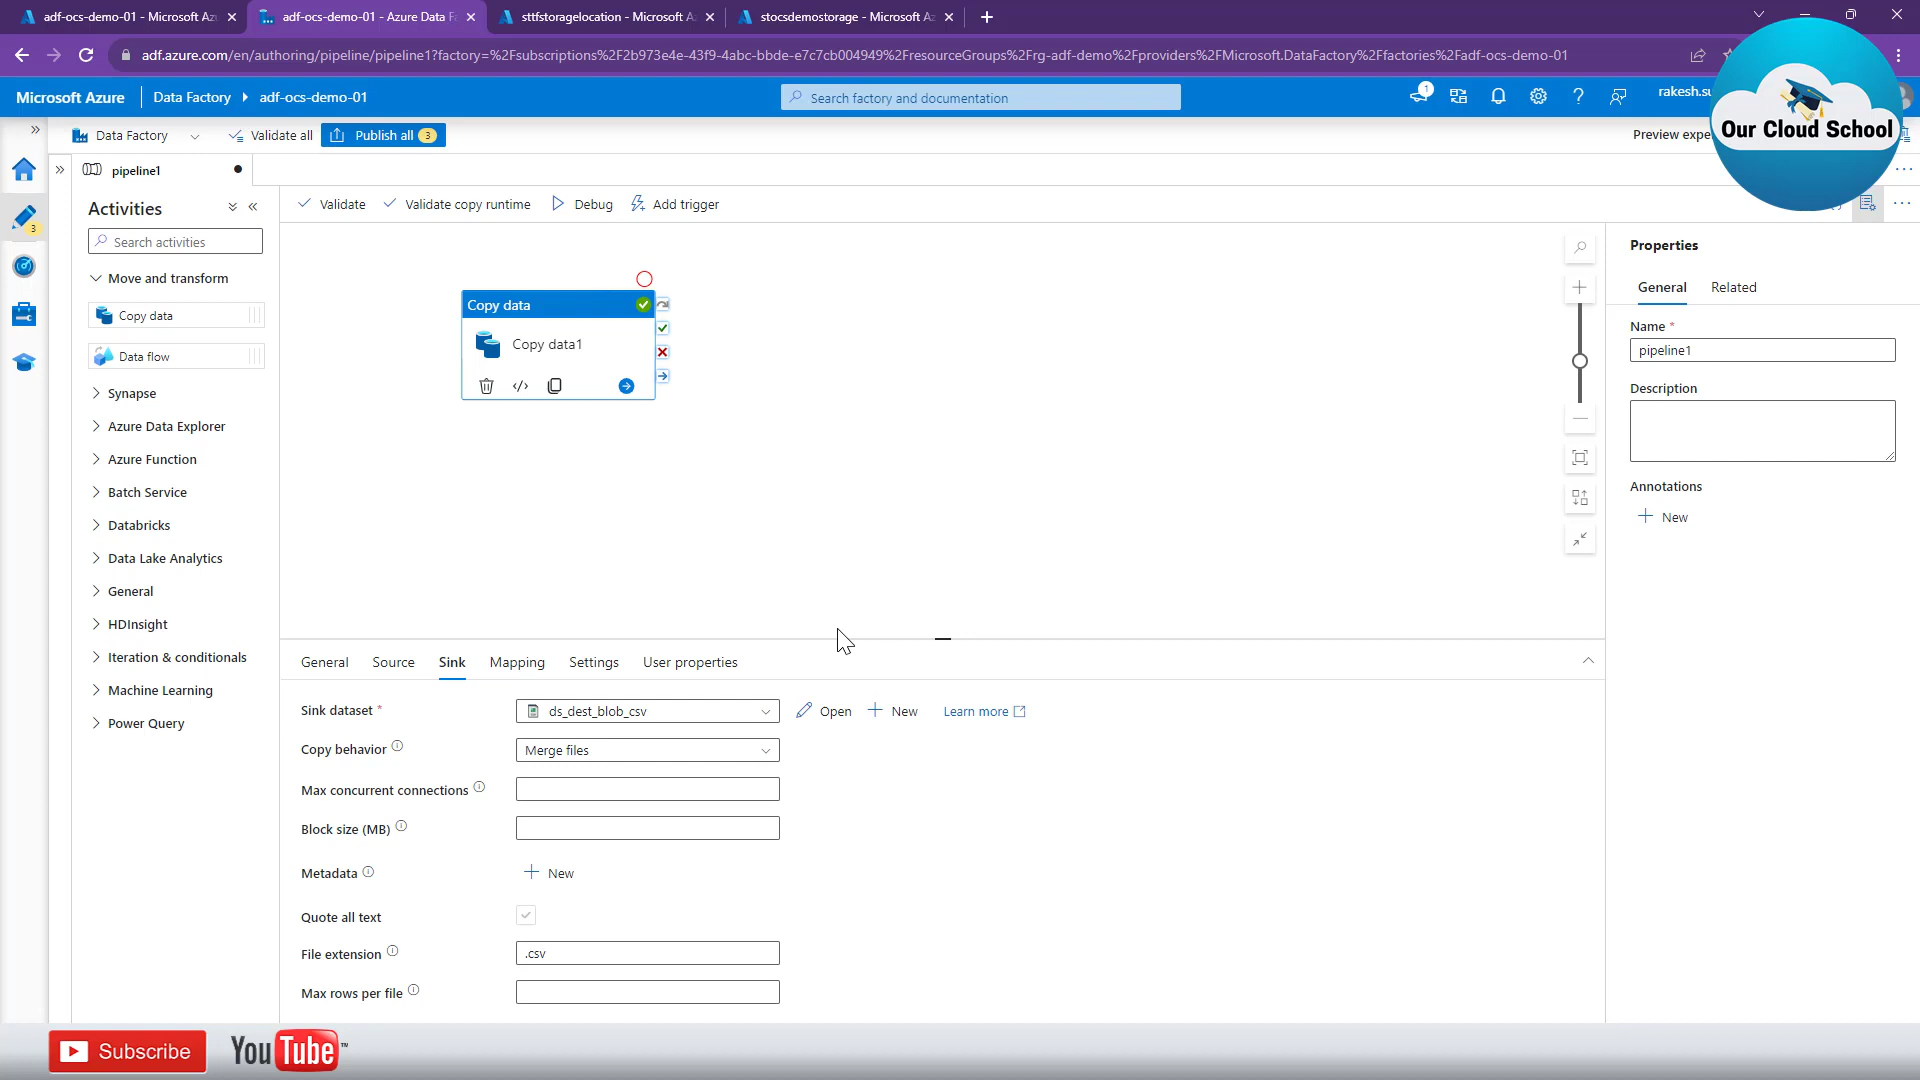 adf-ocs-demo-01 - Microsoft Az
adf-ocs-demo-01 - Azure Data F
sttfstoragelocation - Microsoft A
stocsdemostorage - Microsoft Az
adf.azure.com/en/authoring/pipeline/pipeline1?factory=%2Fsubscriptions%2F2b973e4e-43f9-4abc-bbde-e7c7cb004949%2FresourceGroups%2Frg-adf-demo%2Fproviders%2FMicrosoft.DataFactory%2Ffactories%2Fadf-ocs-demo-01
Microsoft Azure
Data Factory
adf-ocs-demo-01
Search factory and documentation
1
rakesh.su
Our Cloud School
Data Factory
Validate all
Publish all
3
Preview expe
pipeline1
3
Activities
Search activities
Move and transform
Copy data
Data flow
Synapse
Azure Data Explorer
Azure Function
Batch Service
Databricks
Data Lake Analytics
General
HDInsight
Iteration & conditionals
Machine Learning
Power Query
Validate
Validate copy runtime
Debug
Add trigger
Copy data
Copy data1
Properties
General
Related
Name *
pipeline1
Description
Annotations
New
General
Source
Sink
Mapping
Settings
User properties
Sink dataset *
ds_dest_blob_csv
Open
New
Learn more
Copy behavior
Merge files
Max concurrent connections
Block size (MB)
Metadata
New
Quote all text
File extension
.csv
Max rows per file
Subscribe
YouTube™